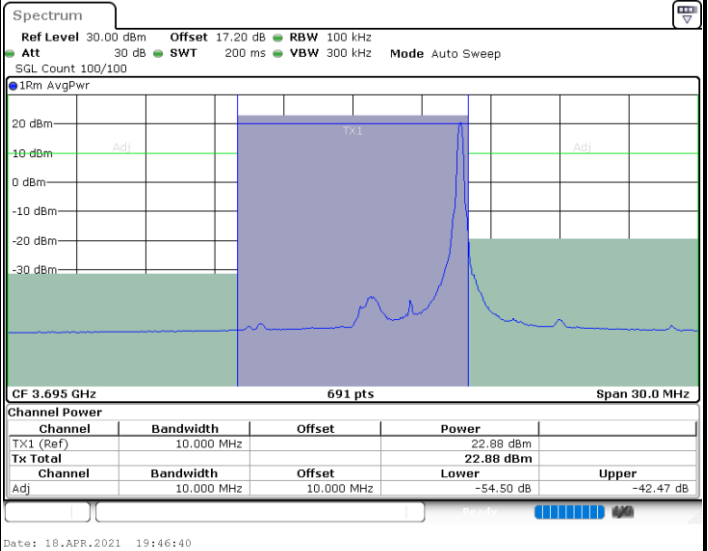 Spectrum
Ref Level 30.00 dBm Offset 17.20 dB RBW 100 kHz
Att 30 dB SWT 200 ms VBW 300 kHz Mode Auto Sweep
SGL Count 100/100
1Rm AvgPwr
20 dBm
TX1
Adj Adj
10 dBm
0 dBm
-10 dBm
-20 dBm
-30 dBm
CF 3.695 GHz 691 pts Span 30.0 MHz
Channel Power
Channel Bandwidth Offset Power
TX1 (Ref) 10.000 MHz 22.88 dBm
Tx Total 22.88 dBm
Channel Bandwidth Offset Lower Upper
Adj 10.000 MHz 10.000 MHz -54.50 dB -42.47 dB
Ready
Date: 18.APR.2021 19:46:40